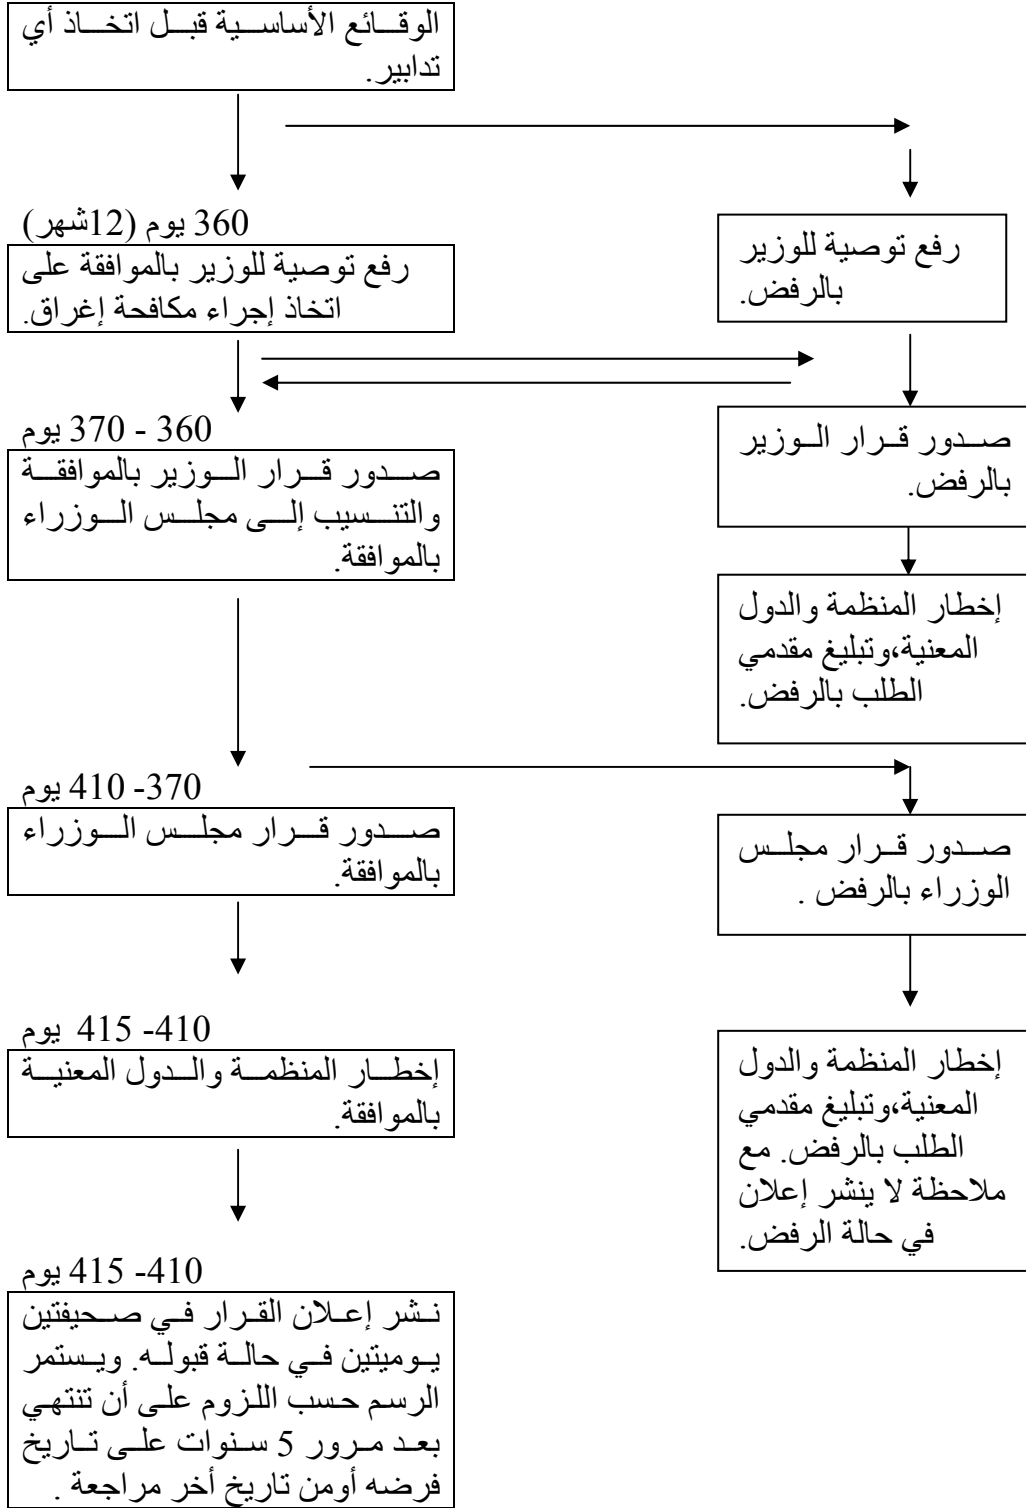 الوقائع الأساسية قبل اتخاذ أي
تدابير.
360 يوم (12شهر)
رفع توصية للوزير بالموافقة على
اتخاذ إجراء مكافحة إغراق.
رفع توصية للوزير
بالرفض.
360 - 370 يوم
صدور قرار الوزير بالموافقة
والتنسيب إلى مجلس الوزراء
بالموافقة.
صدور قرار الوزير
بالرفض.
إخطار المنظمة والدول
المعنية،وتبليغ مقدمي
الطلب بالرفض.
370- 410 يوم
صدور قرار مجلس الوزراء
بالموافقة.
صدور قرار مجلس
الوزراء بالرفض .
410- 415 يوم
إخطار المنظمة والدول المعنية
بالموافقة.
إخطار المنظمة والدول
المعنية،وتبليغ مقدمي
الطلب بالرفض. مع
ملاحظة لا ينشر إعلان
في حالة الرفض.
410- 415 يوم
نشر إعلان القرار في صحيفتين
يوميتين في حالة قبوله. ويستمر
الرسم حسب اللزوم على أن تنتهي
بعد مرور 5 سنوات على تاريخ
فرضه أومن تاريخ أخر مراجعة .